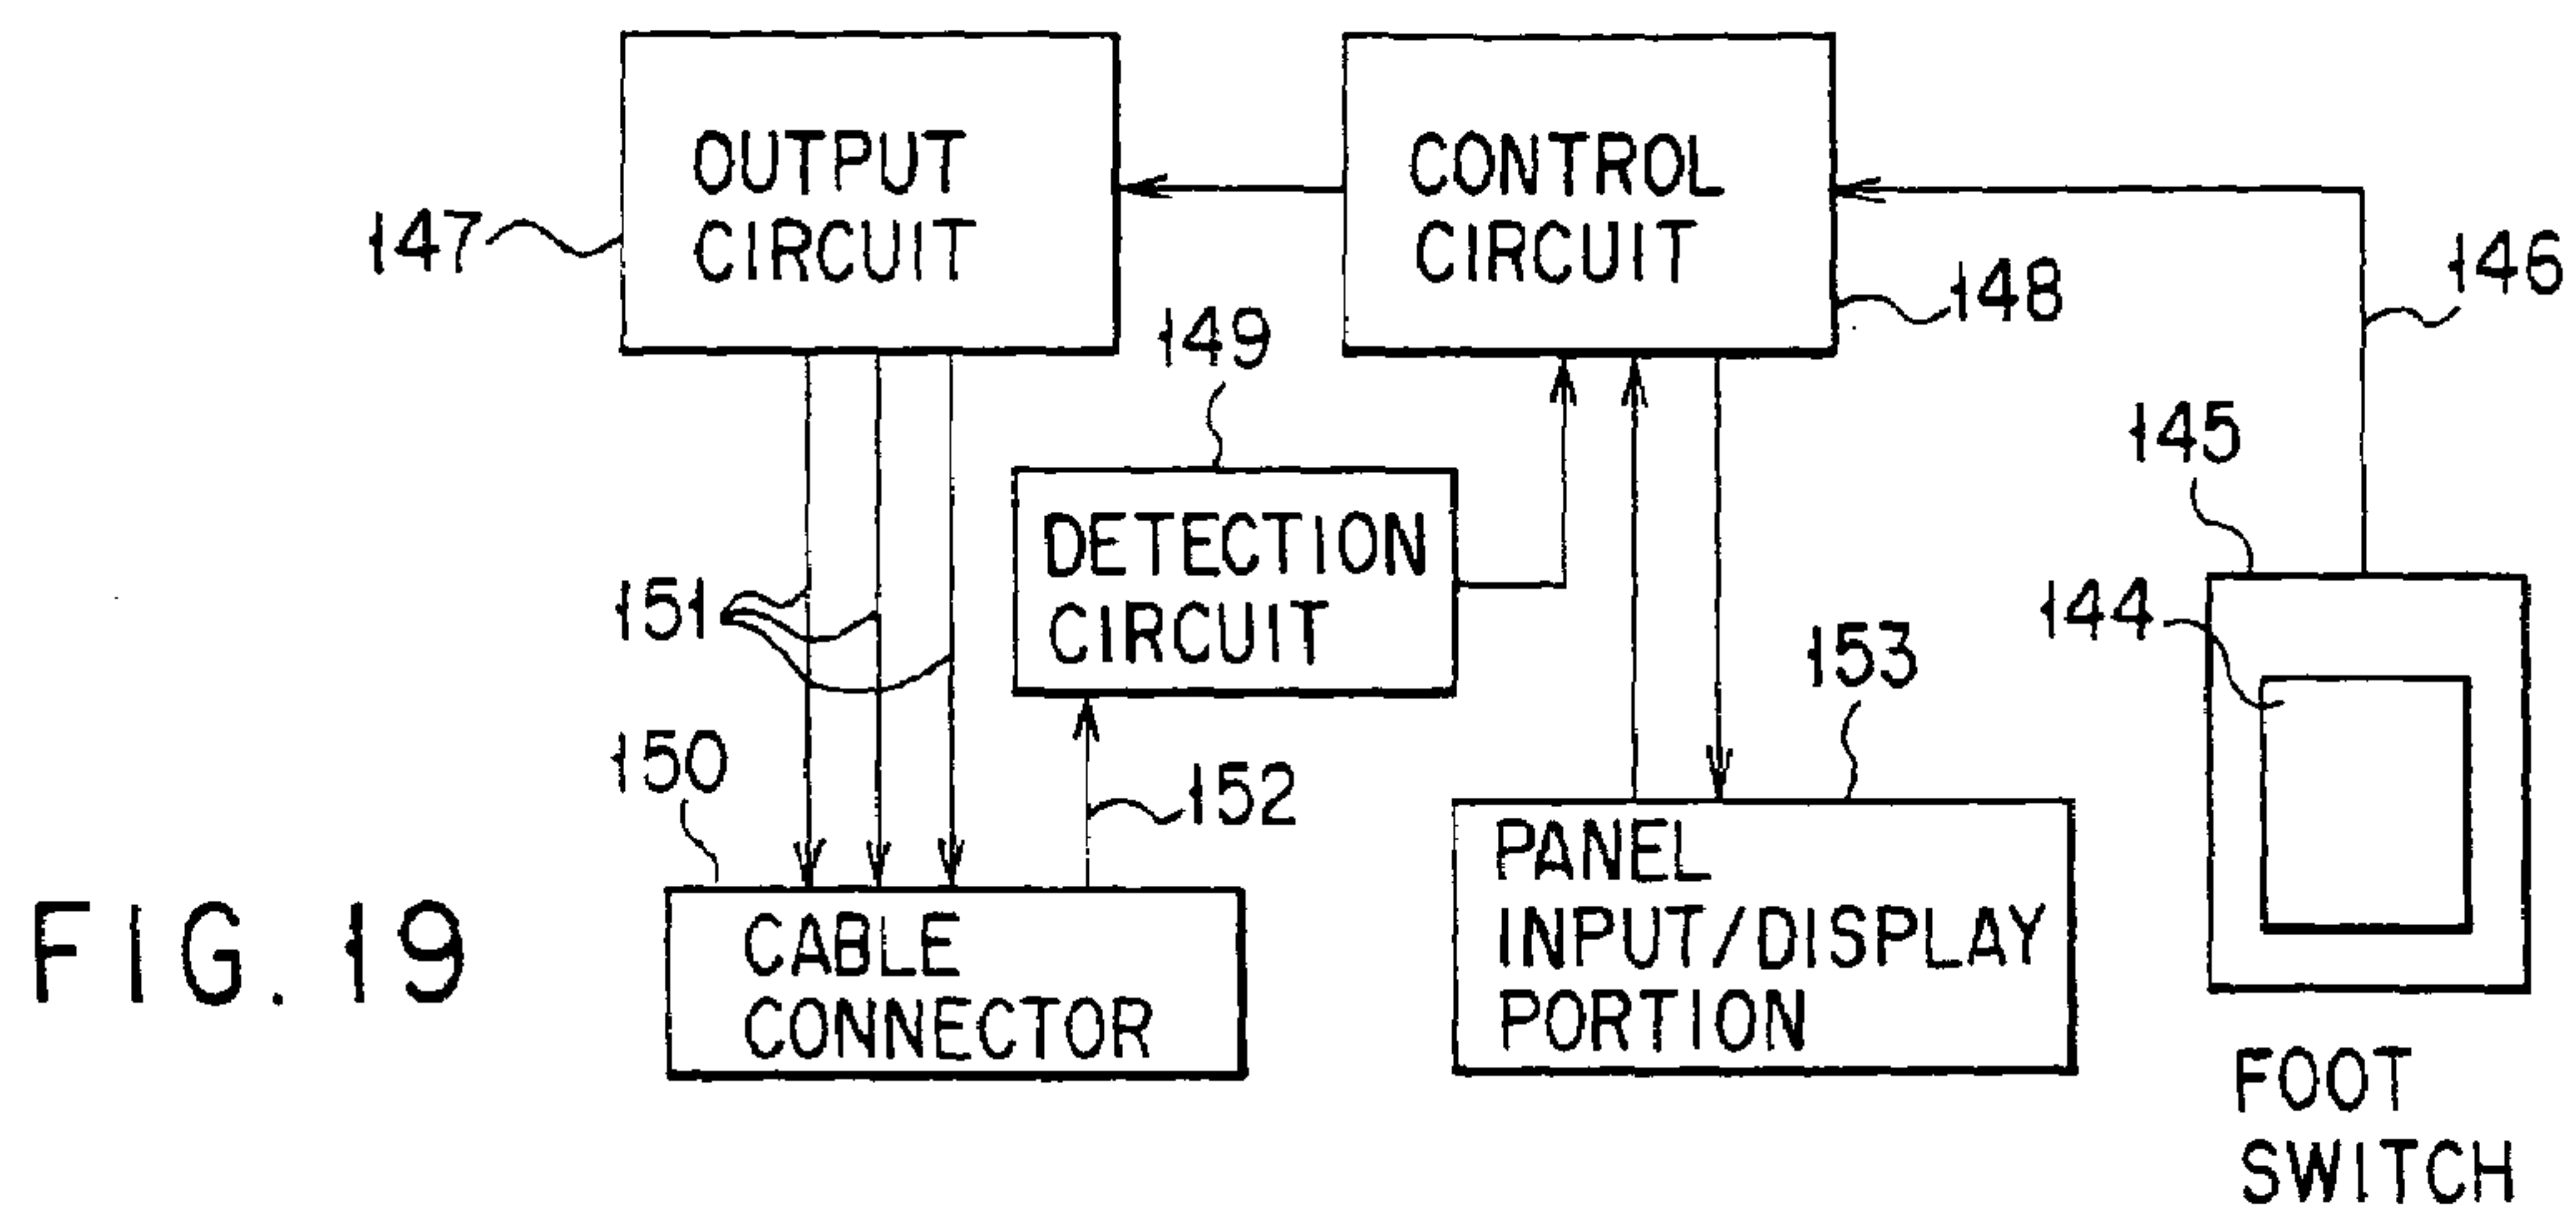 OUTPUT
CIRCUIT
CONTROL
CIRCUIT
147
148
146
149
145
DETECTION
CIRCUIT
144
151
153
150
152
PANEL
INPUT/DISPLAY
PORTION
CABLE
CONNECTOR
FIG. 19
FOOT
SWITCH